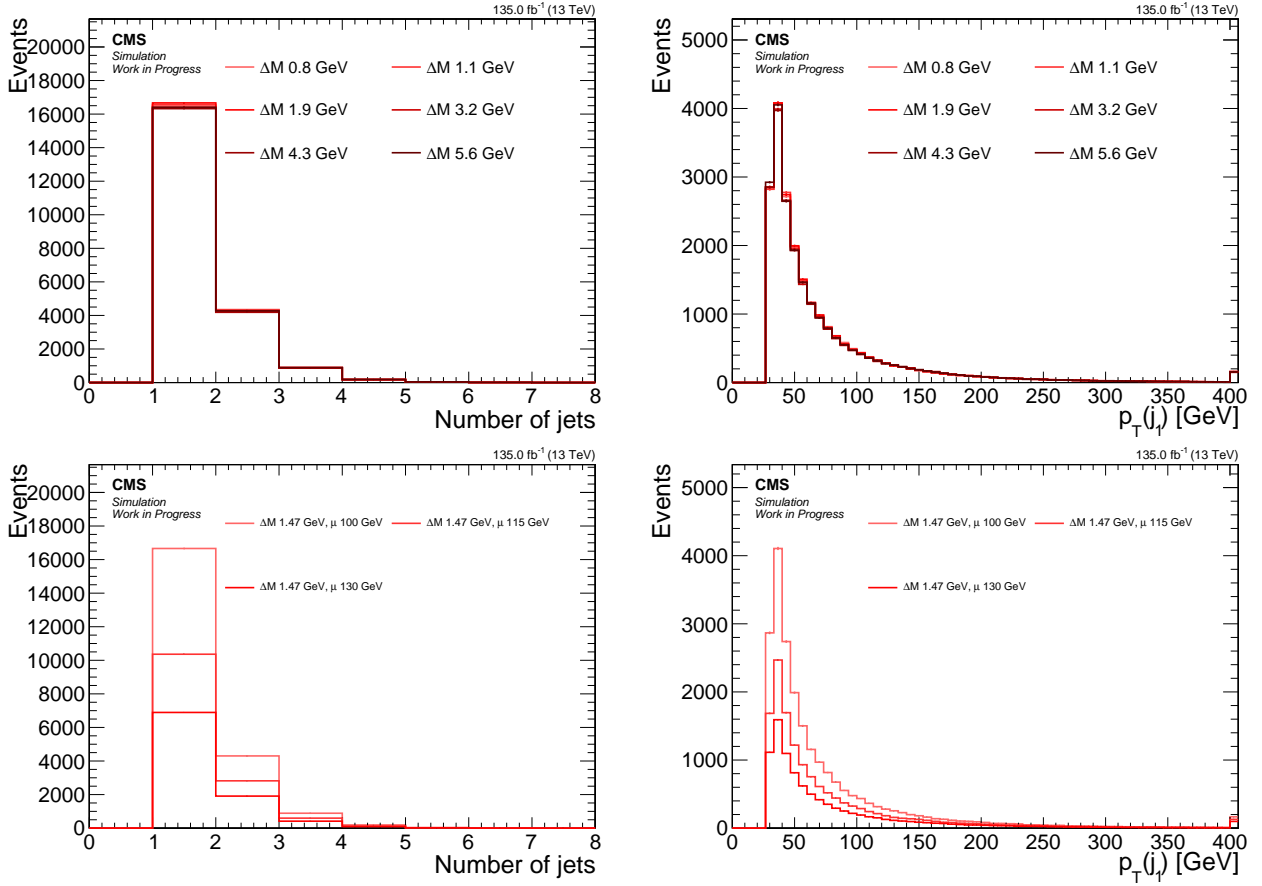 135.0 fb⁻¹ (13 TeV)
CMS
Simulation
Work in Progress
ΔM 0.8 GeV
ΔM 1.1 GeV
ΔM 1.9 GeV
ΔM 3.2 GeV
ΔM 4.3 GeV
ΔM 5.6 GeV
Events
20000
18000
16000
14000
12000
10000
8000
6000
4000
2000
0
0 1 2 3 4 5 6 7 8
Number of jets
135.0 fb⁻¹ (13 TeV)
CMS
Simulation
Work in Progress
ΔM 0.8 GeV
ΔM 1.1 GeV
ΔM 1.9 GeV
ΔM 3.2 GeV
ΔM 4.3 GeV
ΔM 5.6 GeV
Events
5000
4000
3000
2000
1000
0
0 50 100 150 200 250 300 350 400
p_T(j_1) [GeV]
135.0 fb⁻¹ (13 TeV)
CMS
Simulation
Work in Progress
ΔM 1.47 GeV, μ 100 GeV
ΔM 1.47 GeV, μ 115 GeV
ΔM 1.47 GeV, μ 130 GeV
Events
20000
18000
16000
14000
12000
10000
8000
6000
4000
2000
0
0 1 2 3 4 5 6 7 8
Number of jets
135.0 fb⁻¹ (13 TeV)
CMS
Simulation
Work in Progress
ΔM 1.47 GeV, μ 100 GeV
ΔM 1.47 GeV, μ 115 GeV
ΔM 1.47 GeV, μ 130 GeV
Events
5000
4000
3000
2000
1000
0
0 50 100 150 200 250 300 350 400
p_T(j_1) [GeV]